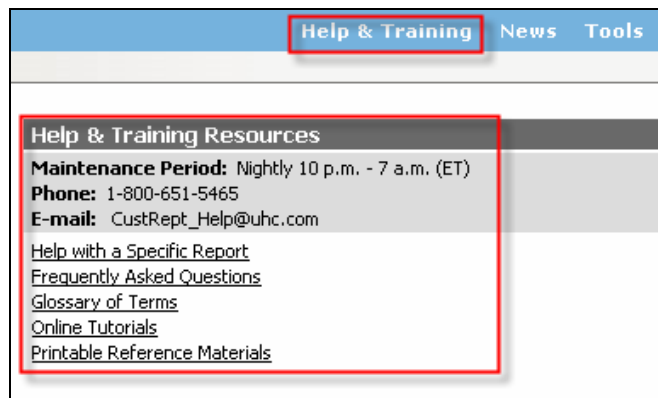 Help & Training News Tools
Help & Training Resources
Maintenance Period: Nightly 10 p.m. - 7 a.m. (ET)
Phone: 1-800-651-5465
E-mail: CustRept_Help@uhc.com
Help with a Specific Report
Frequently Asked Questions
Glossary of Terms
Online Tutorials
Printable Reference Materials